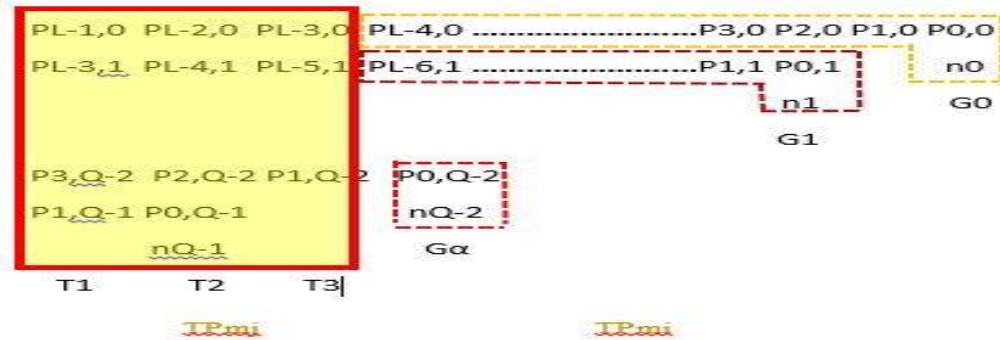 PL-1,0 PL-2,0 PL-3,0 PL-4,0 ............................P3,0 P2,0 P1,0 P0,0
PL-3,1 PL-4,1 PL-5,1 PL-6,1 ............................P1,1 P0,1 n0
n1 G0
G1
P3,Q-2 P2,Q-2 P1,Q-2 P0,Q-2
P1,Q-1 P0,Q-1 nQ-2
nQ-1 Gα
T1 T2 T3
TPmj TPmj